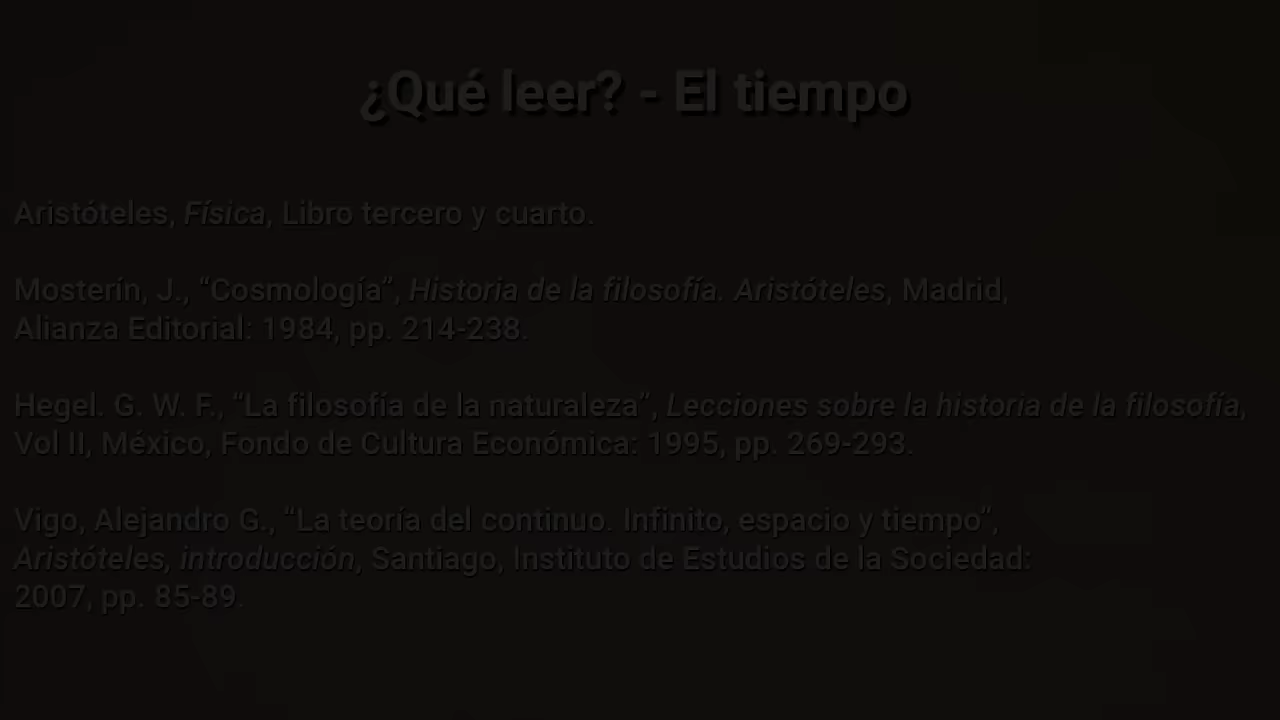 ¿Qué leer? - El tiempo
Aristóteles, Física, Libro tercero y cuarto.
Mosterín, J., “Cosmología”, Historia de la filosofía. Aristóteles, Madrid,
Alianza Editorial: 1984, pp. 214-238.
Hegel. G. W. F., “La filosofía de la naturaleza”, Lecciones sobre la historia de la filosofía,
Vol II, México, Fondo de Cultura Económica: 1995, pp. 269-293.
Vigo, Alejandro G., “La teoría del continuo. Infinito, espacio y tiempo”,
Aristóteles, introducción, Santiago, Instituto de Estudios de la Sociedad:
2007, pp. 85-89.